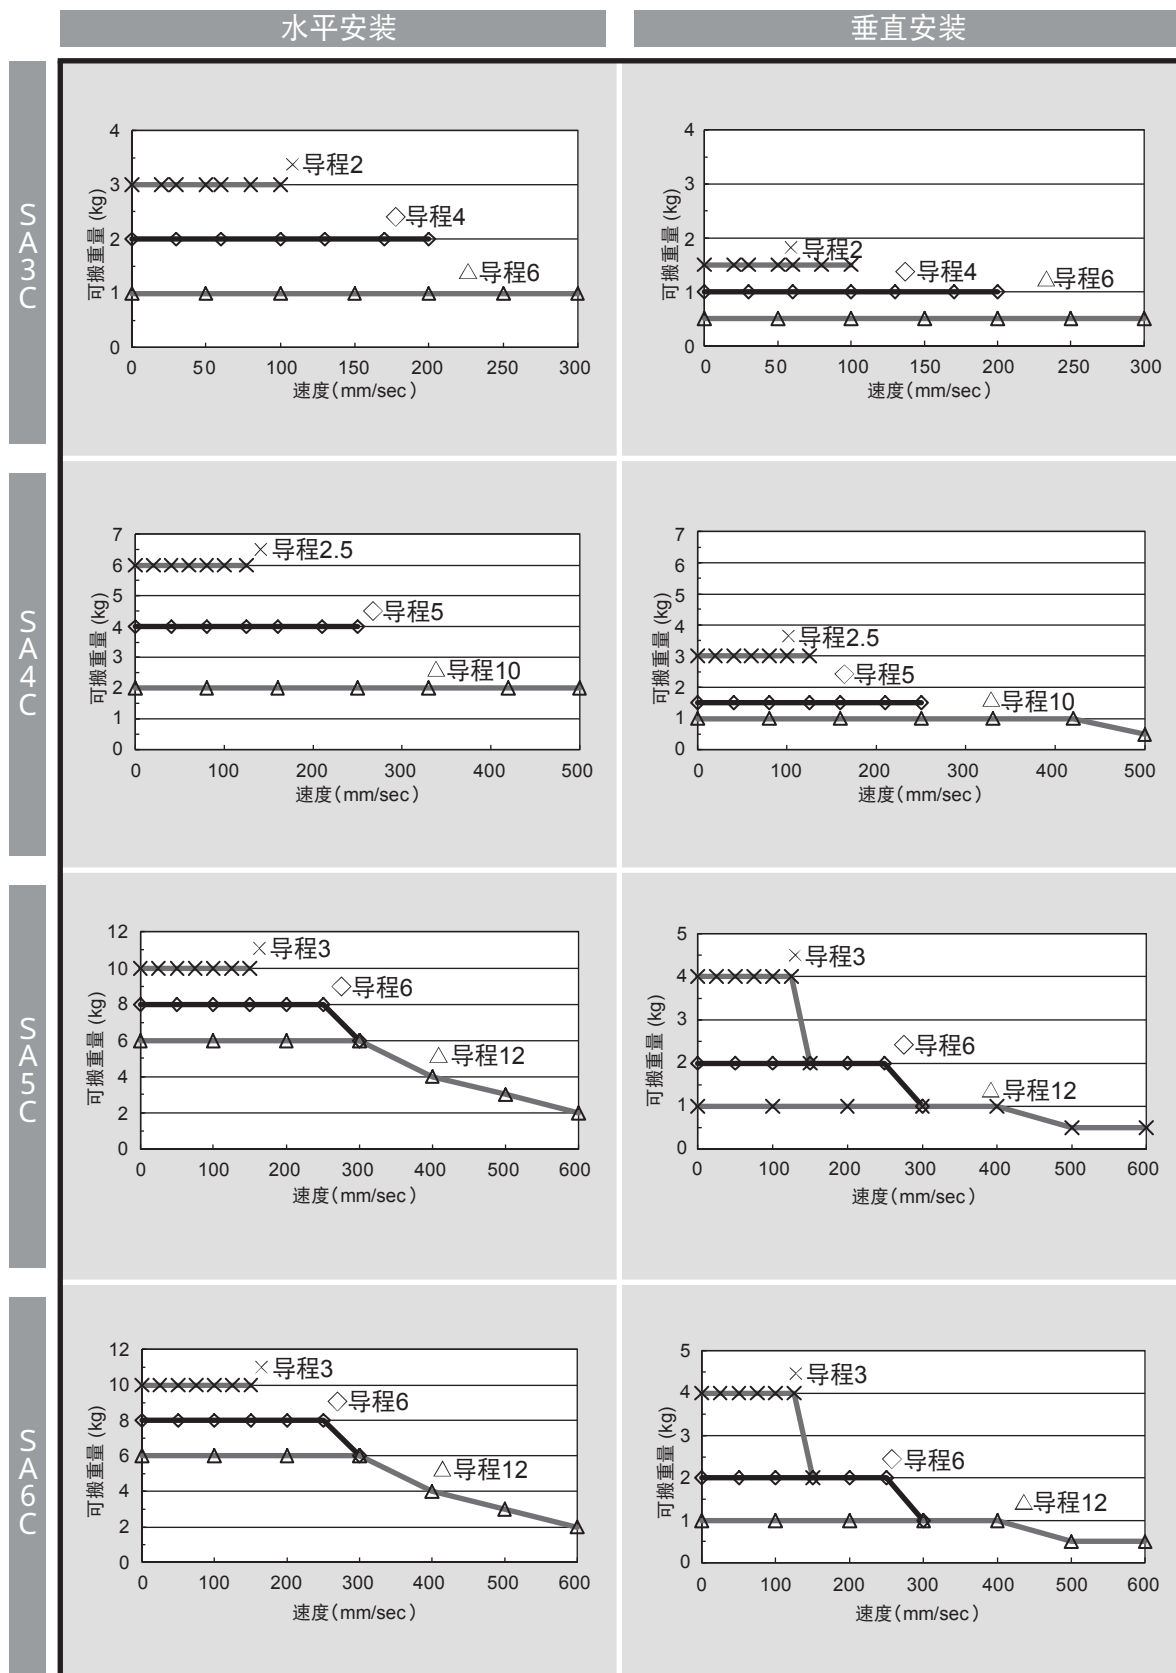 水平安装
垂直安装
SA3C
4
3
2
1
0
可搬重量 (kg)
×导程2
◇导程4
△导程6
0 50 100 150 200 250 300
速度(mm/sec)
4
3
2
1
0
可搬重量 (kg)
×导程2
◇导程4
△导程6
0 50 100 150 200 250 300
速度(mm/sec)
SA4C
7
6
5
4
3
2
1
0
可搬重量 (kg)
×导程2.5
◇导程5
△导程10
0 100 200 300 400 500
速度(mm/sec)
7
6
5
4
3
2
1
0
可搬重量 (kg)
×导程2.5
◇导程5
△导程10
0 100 200 300 400 500
速度(mm/sec)
SA5C
12
10
8
6
4
2
0
可搬重量 (kg)
×导程3
◇导程6
△导程12
0 100 200 300 400 500 600
速度(mm/sec)
5
4
3
2
1
0
可搬重量 (kg)
×导程3
◇导程6
△导程12
0 100 200 300 400 500 600
速度(mm/sec)
SA6C
12
10
8
6
4
2
0
可搬重量 (kg)
×导程3
◇导程6
△导程12
0 100 200 300 400 500 600
速度(mm/sec)
5
4
3
2
1
0
可搬重量 (kg)
×导程3
◇导程6
△导程12
0 100 200 300 400 500 600
速度(mm/sec)